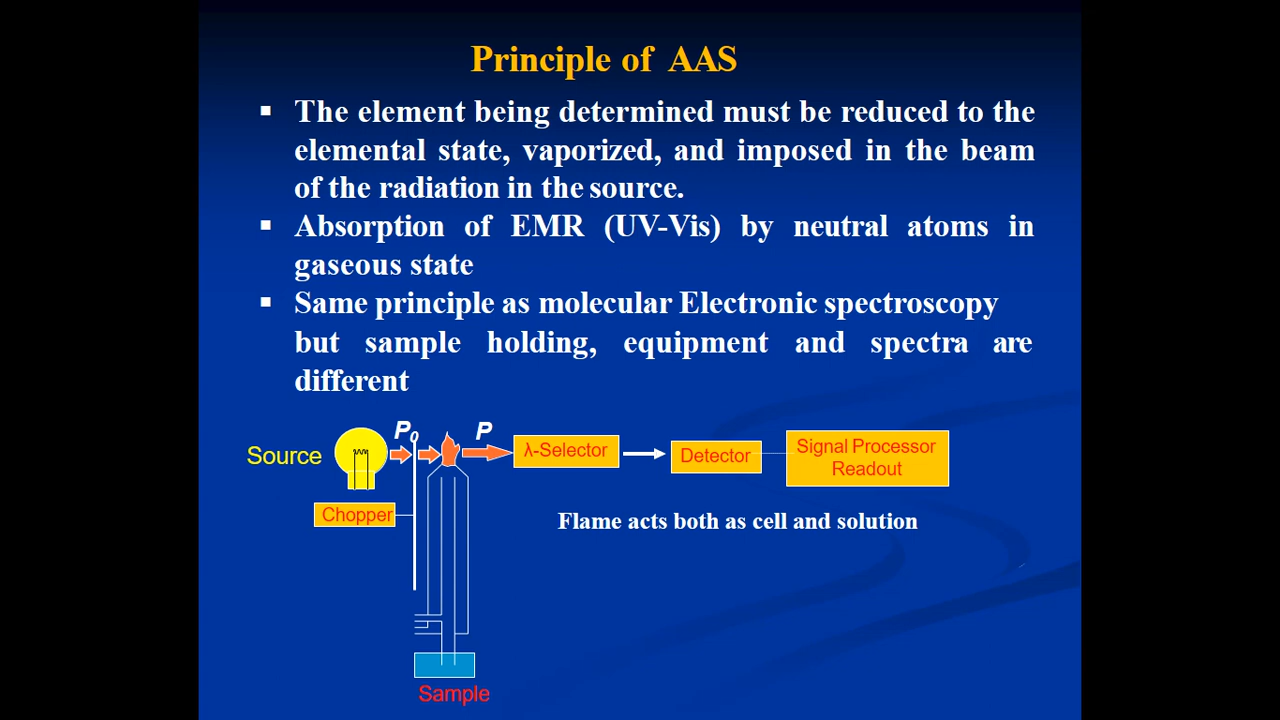 Principle of AAS
▪ The element being determined must be reduced to the
elemental state, vaporized, and imposed in the beam
of the radiation in the source.
▪ Absorption of EMR (UV-Vis) by neutral atoms in
gaseous state
▪ Same principle as molecular Electronic spectroscopy
but sample holding, equipment and spectra are
different
P0
P
Source
λ-Selector
Detector
Signal Processor
Readout
Chopper
Flame acts both as cell and solution
Sample